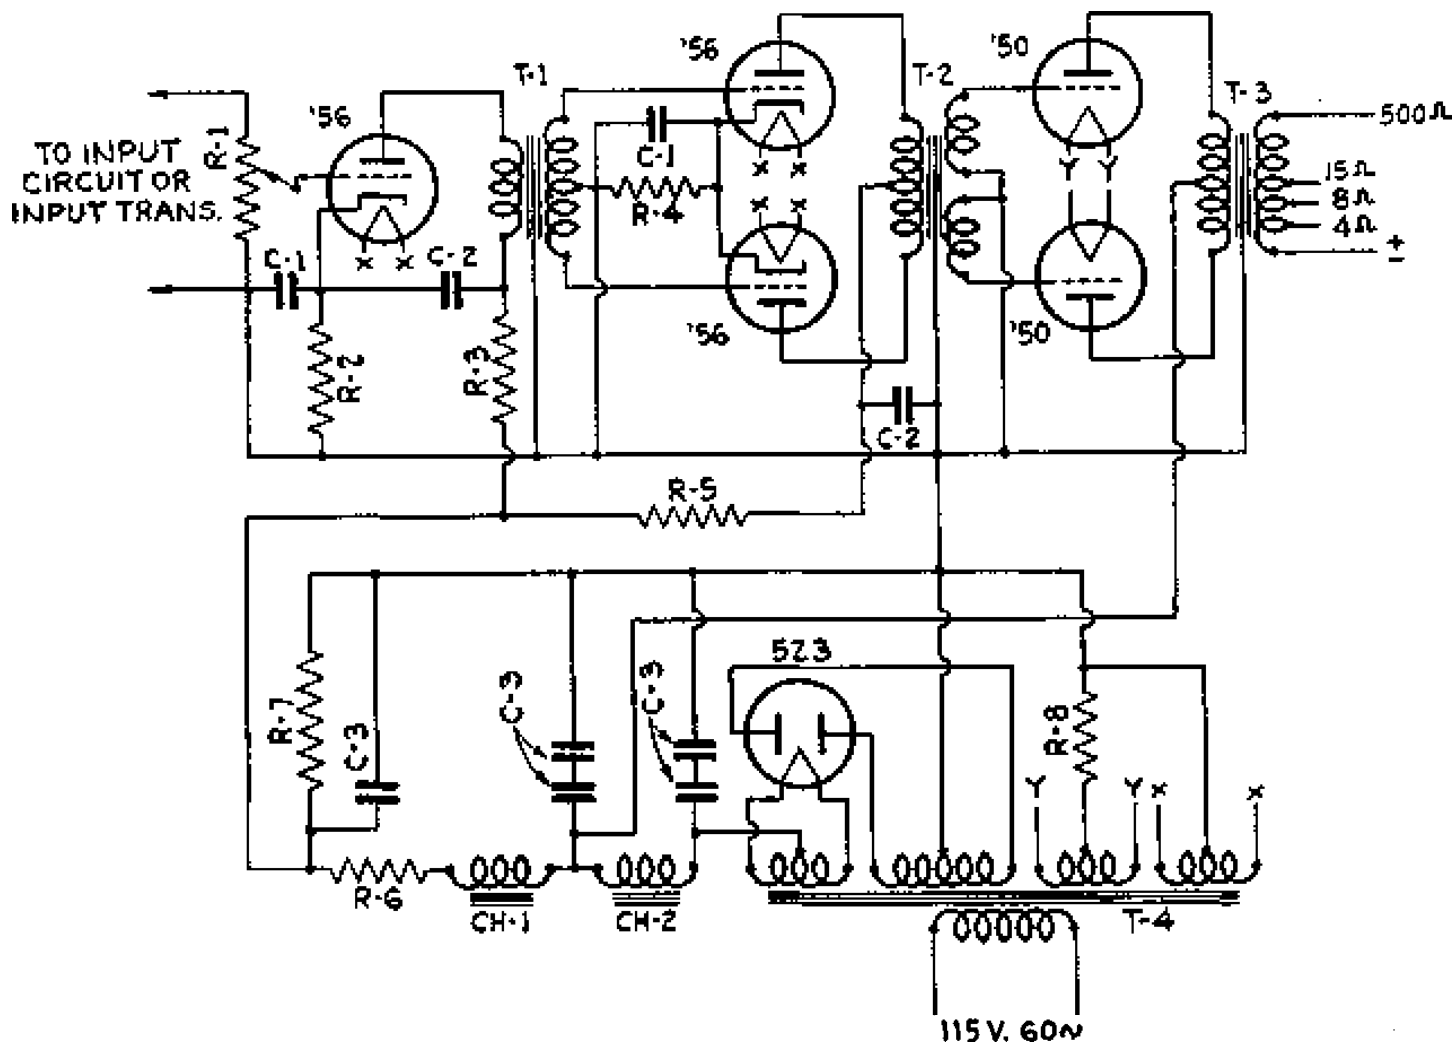 '56
'50
T-1
T-2
T-3
'56
R-1
500Ω
TO INPUT
CIRCUIT OR
INPUT TRANS.
C-1
R-4
X X
Y Y
15Ω
8Ω
4Ω
X X
±
X X
C-1
C-2
'56
'50
R-2
R-3
C-2
R-5
5Z3
R-7
C-3
C-3
C-3
R-8
Y Y X X
R-6
CH-1
CH-2
T-4
115 V. 60~